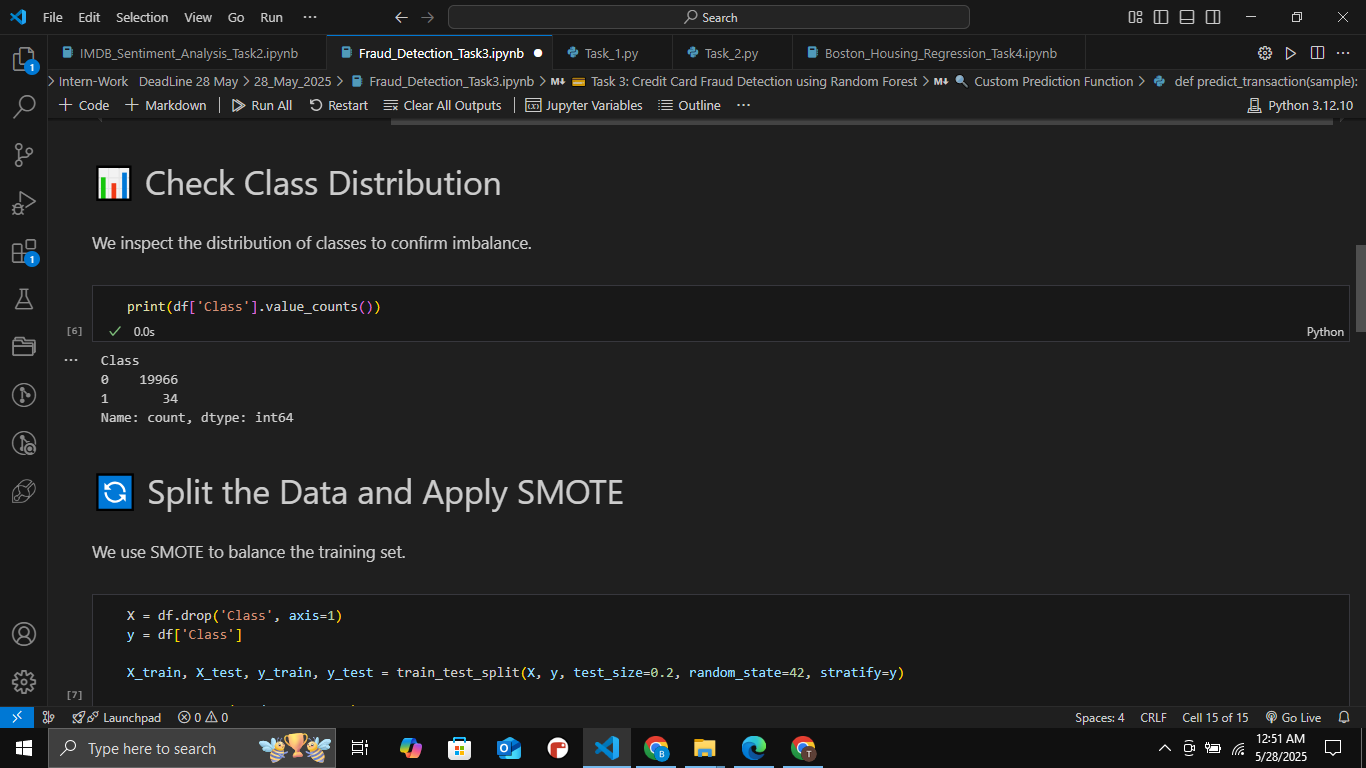 File Edit Selection View Go Run ··· Search
IMDB_Sentiment_Analysis_Task2.ipynb Fraud_Detection_Task3.ipynb Task_1.py Task_2.py Boston_Housing_Regression_Task4.ipynb
Intern-Work DeadLine 28 May > 28_May_2025 > Fraud_Detection_Task3.ipynb > M↓ Task 3: Credit Card Fraud Detection using Random Forest > M↓ Custom Prediction Function > def predict_transaction(sample):
+ Code + Markdown Run All Restart Clear All Outputs Jupyter Variables Outline ··· Python 3.12.10
1
1
Check Class Distribution
We inspect the distribution of classes to confirm imbalance.
print(df['Class'].value_counts())
[6] ✓ 0.0s Python
··· Class
0 19966
1 34
Name: count, dtype: int64
Split the Data and Apply SMOTE
We use SMOTE to balance the training set.
X = df.drop('Class', axis=1)
y = df['Class']
X_train, X_test, y_train, y_test = train_test_split(X, y, test_size=0.2, random_state=42, stratify=y)
[7]
Launchpad 0 0 Spaces: 4 CRLF Cell 15 of 15 Go Live
Type here to search B T 12:51 AM
5/28/2025